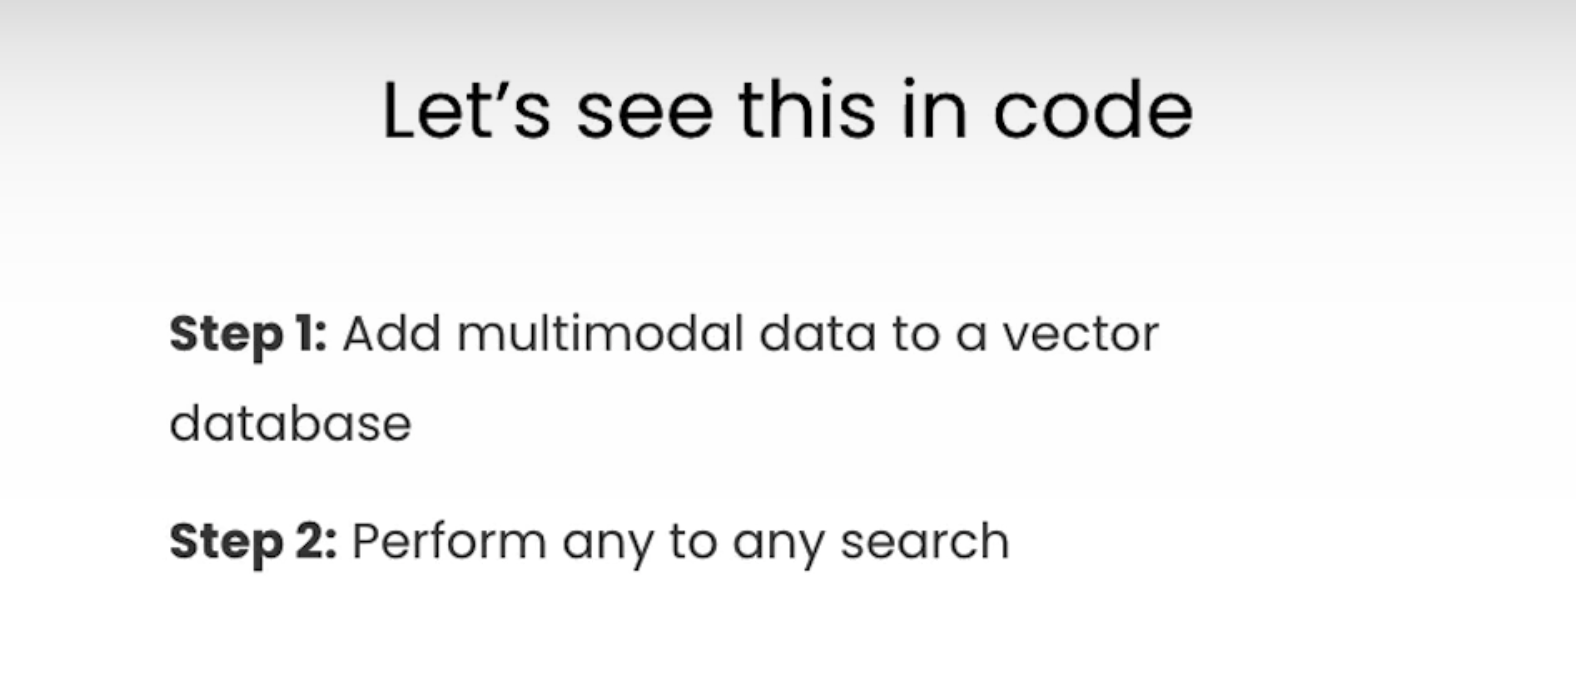 Let’s see this in code
Step 1: Add multimodal data to a vector
database
Step 2: Perform any to any search